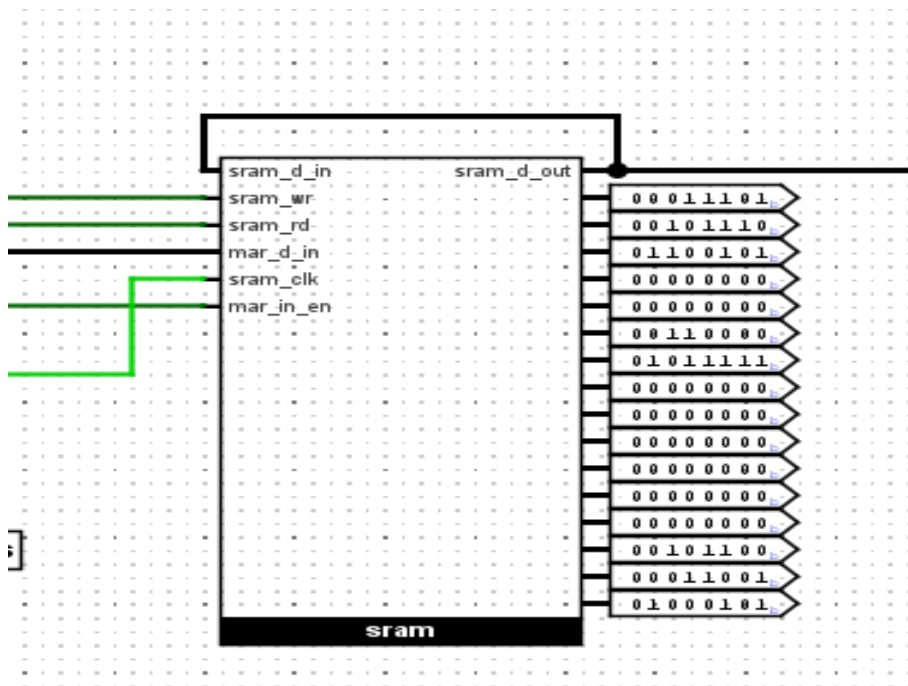 sram_d_in sram_d_out
sram_wr 0 0 0 1 1 1 0 1
sram_rd 0 0 1 0 1 1 1 0
mar_d_in 0 1 1 0 0 1 0 1
sram_clk 0 0 0 0 0 0 0 0
mar_in_en 0 0 0 0 0 0 0 0
0 0 1 1 0 0 0 0
0 1 0 1 1 1 1 1
0 0 0 0 0 0 0 0
0 0 0 0 0 0 0 0
0 0 0 0 0 0 0 0
0 0 0 0 0 0 0 0
0 0 0 0 0 0 0 0
0 0 0 0 0 0 0 0
0 0 1 0 1 1 0 0
0 0 0 1 1 0 0 1
0 1 0 0 0 1 0 1
sram